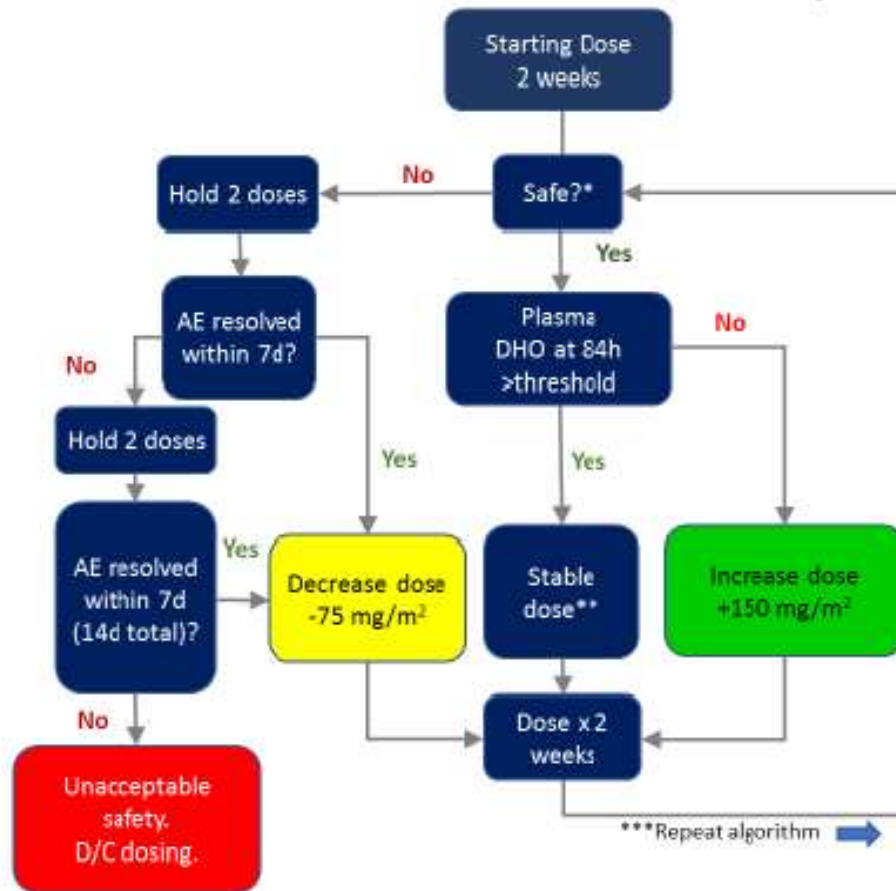 Starting Dose
2 weeks
No
Hold 2 doses
Safe?*
Yes
AE resolved
within 7d?
Plasma
DHO at 84h
>threshold
No
No
Hold 2 doses
Yes
Yes
AE resolved
within 7d
(14d total)?
Yes
Decrease dose
-75 mg/m²
Stable
dose**
Increase dose
+150 mg/m²
No
Dose x 2
weeks
Unacceptable
safety.
D/C dosing.
***Repeat algorithm